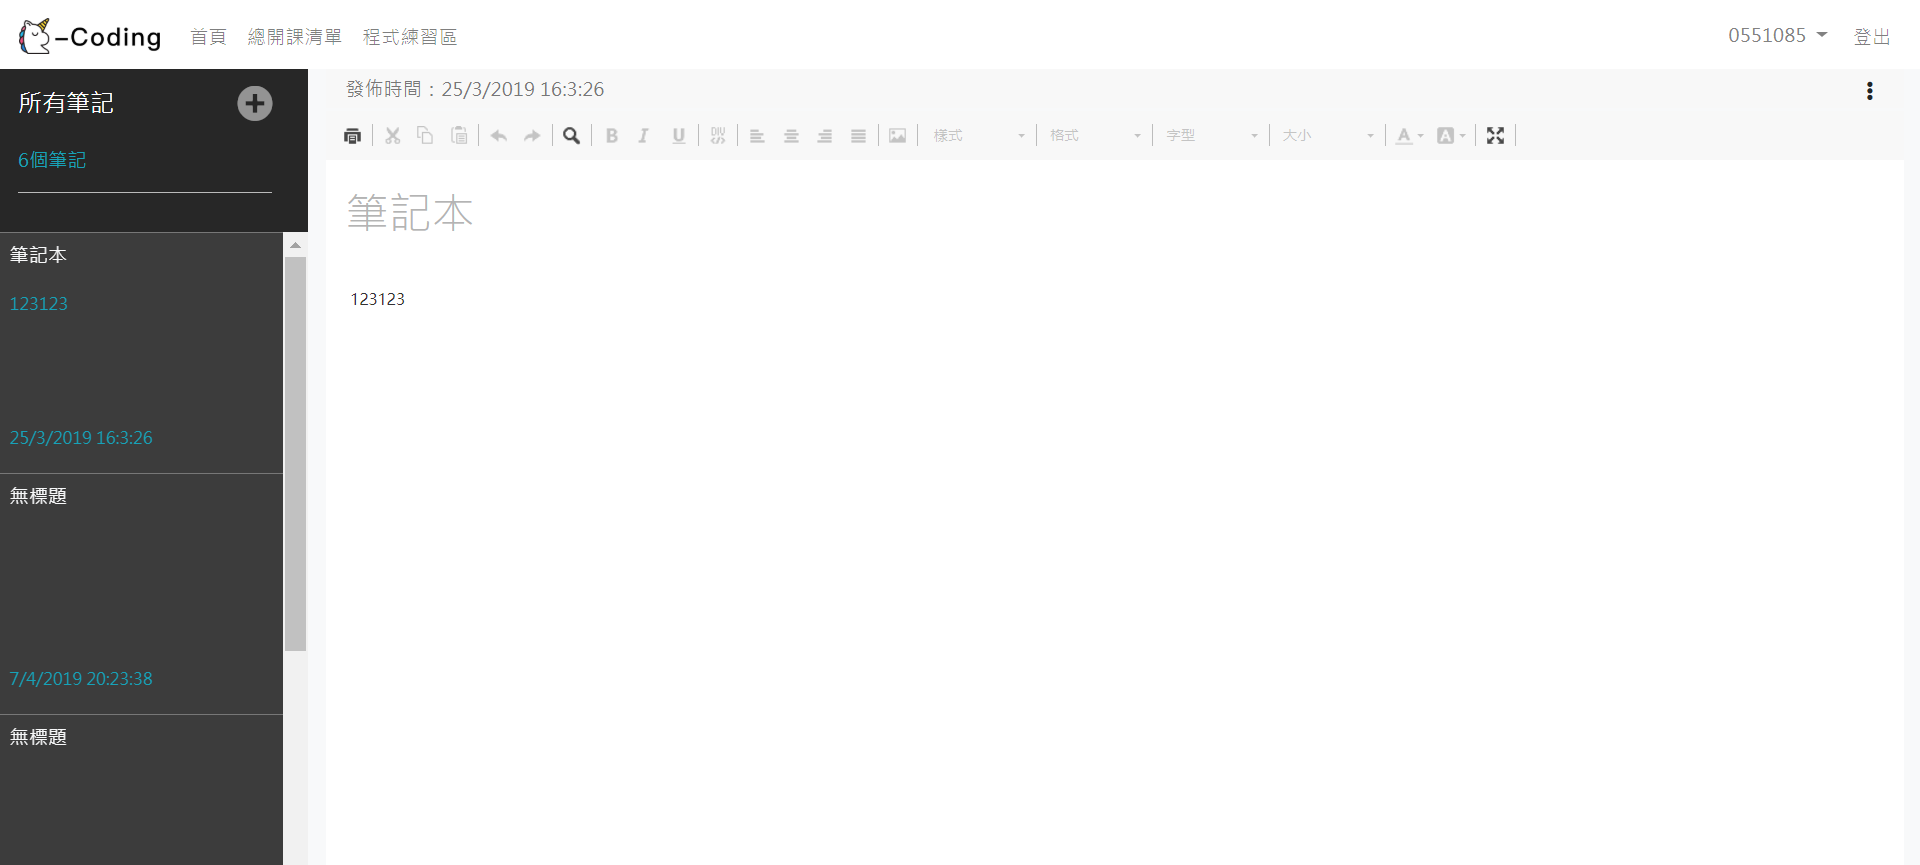 -Coding 首頁 總開課清單 程式練習區 0551085 登出
所有筆記
6個筆記
筆記本
123123
25/3/2019 16:3:26
無標題
7/4/2019 20:23:38
無標題
發佈時間：25/3/2019 16:3:26
B I U DIV 樣式 格式 字型 大小 A A
筆記本
123123